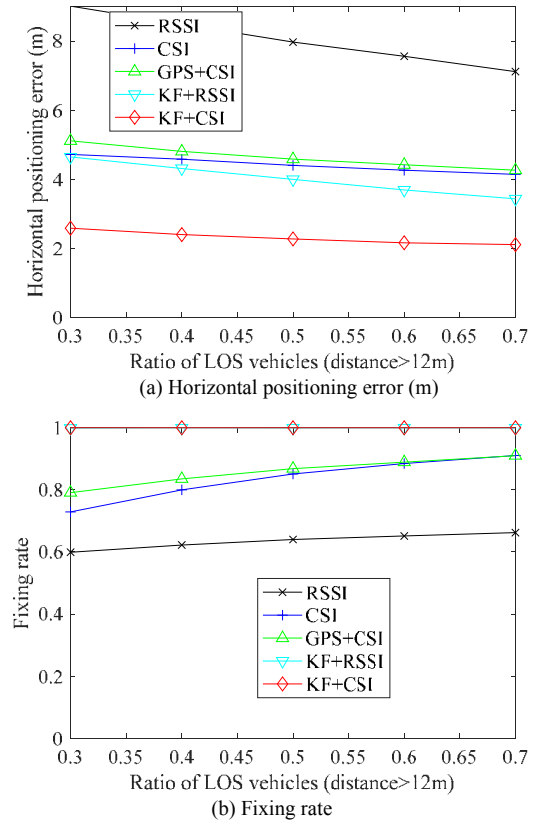 RSSI
CSI
GPS+CSI
KF+RSSI
KF+CSI
Horizontal positioning error (m)
8
6
4
2
0
0.3 0.35 0.4 0.45 0.5 0.55 0.6 0.65 0.7
Ratio of LOS vehicles (distance>12m)
(a) Horizontal positioning error (m)
1
0.8
0.6
0.4
0.2
0
Fixing rate
RSSI
CSI
GPS+CSI
KF+RSSI
KF+CSI
0.3 0.35 0.4 0.45 0.5 0.55 0.6 0.65 0.7
Ratio of LOS vehicles (distance>12m)
(b) Fixing rate